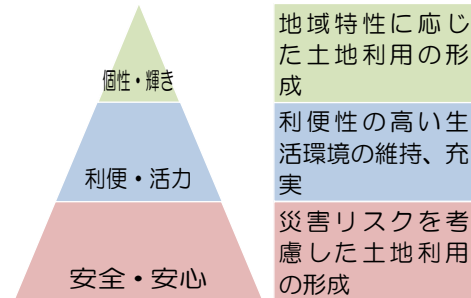 個性・輝き
地域特性に応じ
た土地利用の形
成
利便・活力
利便性の高い生
活環境の維持、充
実
安全・安心
災害リスクを考
慮した土地利用
の形成